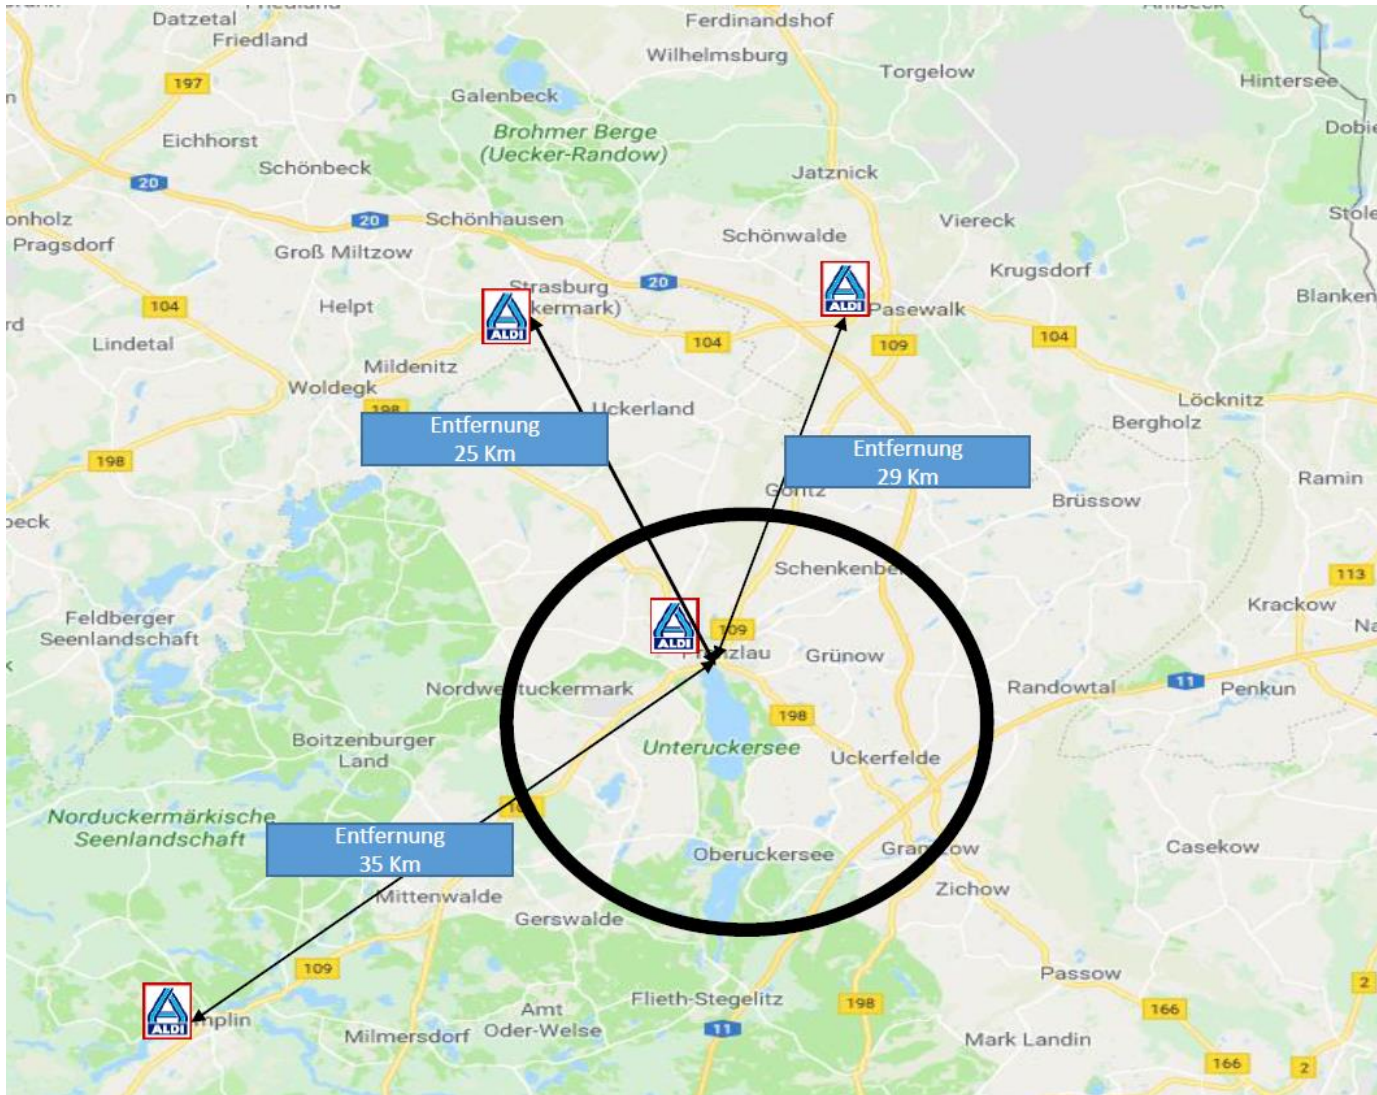 Datzetal
Friedland
Ferdinandshof
Wilhelmsburg
Torgelow
Hintersee
197
Galenbeck
Brohmer Berge
(Uecker-Randow)
Eichhorst
Schönbeck
Jatznick
20
20
Schönhausen
Pragsdorf
Groß Miltzow
Schönwalde
Viereck
Krugsdorf
Strasburg
kermark)
20
ALDI
ALDI
Pasewalk
104
Helpt
Lindetal
104
109
104
Mildenitz
Woldegk
Löcknitz
Bergholz
198
Uckerland
Entfernung
25 Km
Entfernung
29 Km
198
Ramin
Brüssow
113
Feldberger
Seenlandschaft
Krackow
ALDI
109
Grünow
Randowtal
11
Penkun
198
Unteruckersee
Boitzenburger
Land
Uckerfelde
Norduckermärkische
Seenlandschaft
Entfernung
35 Km
Oberuckersee
Casekow
Zichow
Mittenwalde
Gerswalde
109
Passow
2
ALDI
mplin
Milmersdorf
Amt
Oder-Welse
Flieth-Stegelitz
11
198
166
Mark Landin
166
2